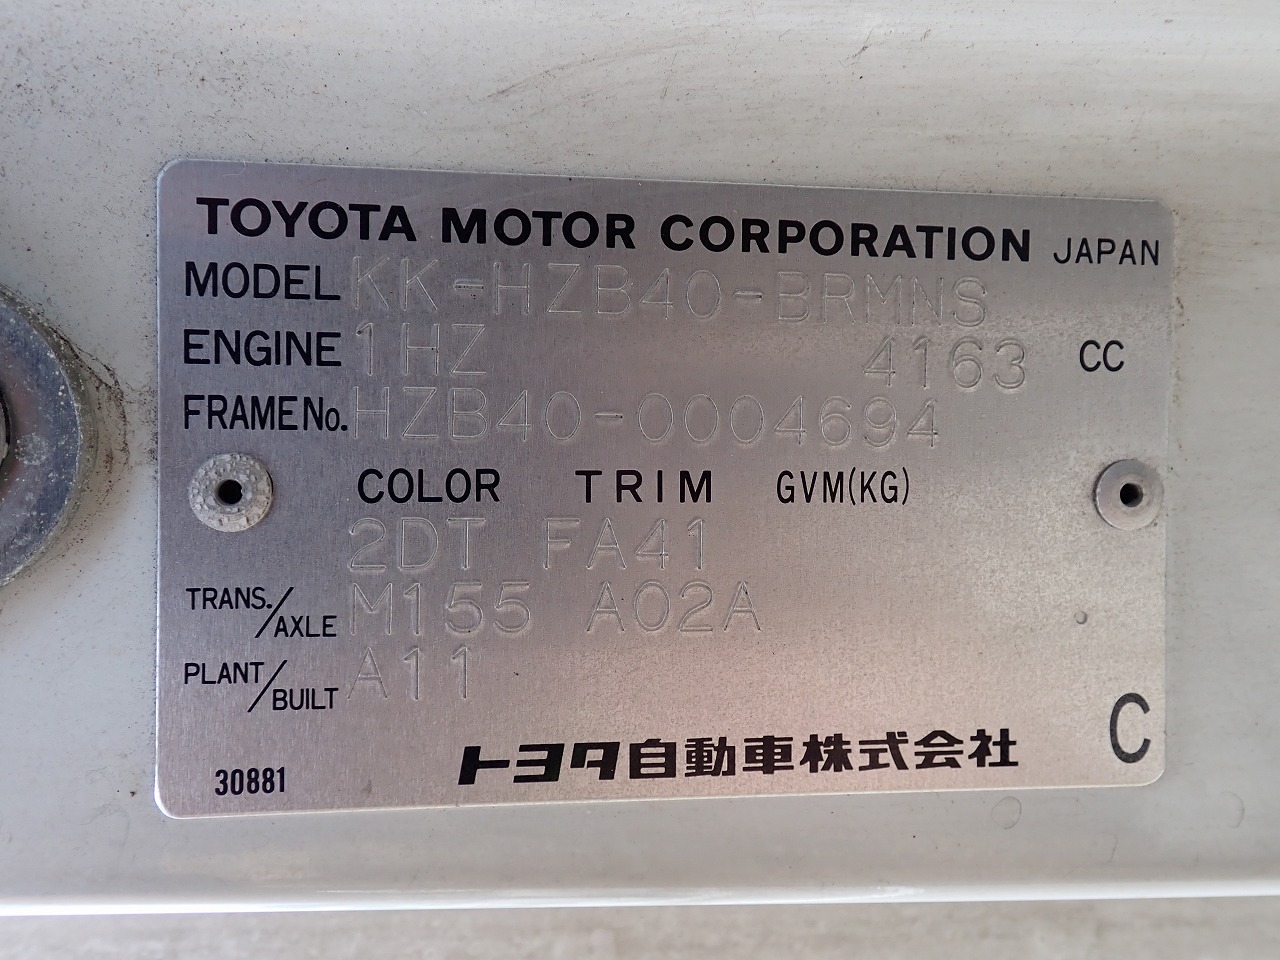 TOYOTA MOTOR CORPORATION JAPAN
MODEL KK-HZB40-BRMNS
ENGINE 1HZ 4163 CC
FRAME No. HZB40-0004694
COLOR TRIM GVM(KG)
2DT FA41
TRANS./AXLE M155 A02A
PLANT/BUILT A11
C
30881 トヨタ自動車株式会社